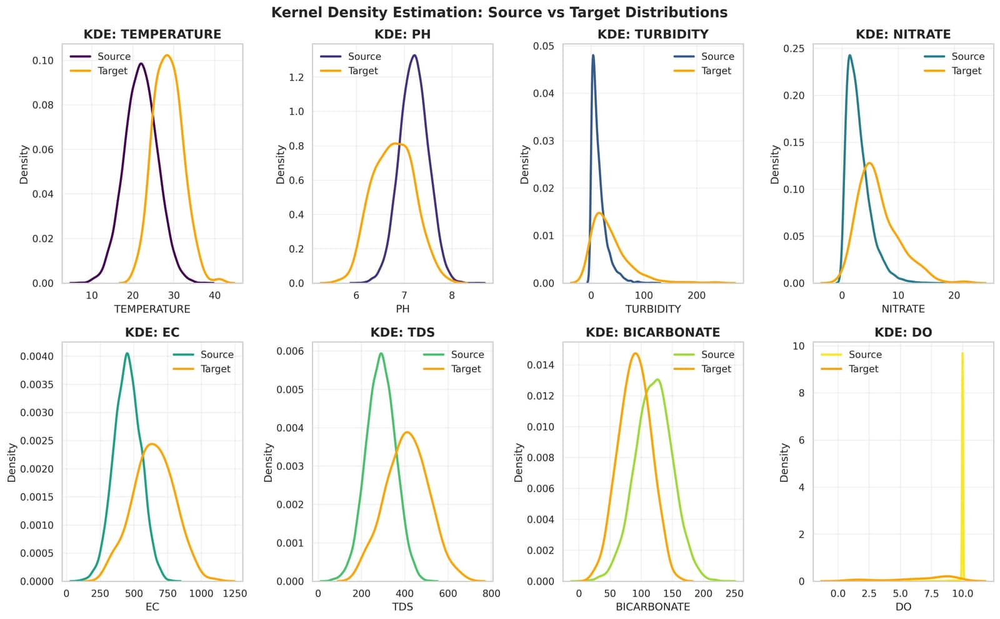 Kernel Density Estimation: Source vs Target Distributions
KDE: TEMPERATURE
Source
Target
Density
0.00
0.02
0.04
0.06
0.08
0.10
10
20
30
40
TEMPERATURE
KDE: PH
Source
Target
Density
0.0
0.2
0.4
0.6
0.8
1.0
1.2
6
7
8
PH
KDE: TURBIDITY
Source
Target
Density
0.00
0.01
0.02
0.03
0.04
0.05
0
100
200
TURBIDITY
KDE: NITRATE
Source
Target
Density
0.00
0.05
0.10
0.15
0.20
0.25
0
10
20
NITRATE
KDE: EC
Source
Target
Density
0.0000
0.0005
0.0010
0.0015
0.0020
0.0025
0.0030
0.0035
0.0040
0
250
500
750
1000
1250
EC
KDE: TDS
Source
Target
Density
0.000
0.001
0.002
0.003
0.004
0.005
0.006
0
200
400
600
800
TDS
KDE: BICARBONATE
Source
Target
Density
0.000
0.002
0.004
0.006
0.008
0.010
0.012
0.014
0
50
100
150
200
250
BICARBONATE
KDE: DO
Source
Target
Density
0
2
4
6
8
10
0.0
2.5
5.0
7.5
10.0
DO